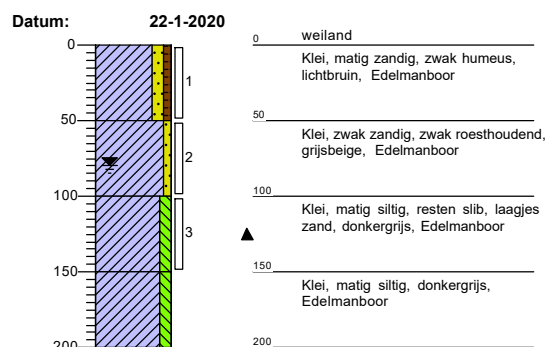 Datum: 22-1-2020
0
50
100
150
200
1
2
3
0 weiland
Klei, matig zandig, zwak humeus,
lichtbruin, Edelmanboor
50
Klei, zwak zandig, zwak roesthoudend,
grijsbeige, Edelmanboor
100
Klei, matig siltig, resten slib, laagjes
zand, donkergrijs, Edelmanboor
150
Klei, matig siltig, donkergrijs,
Edelmanboor
200